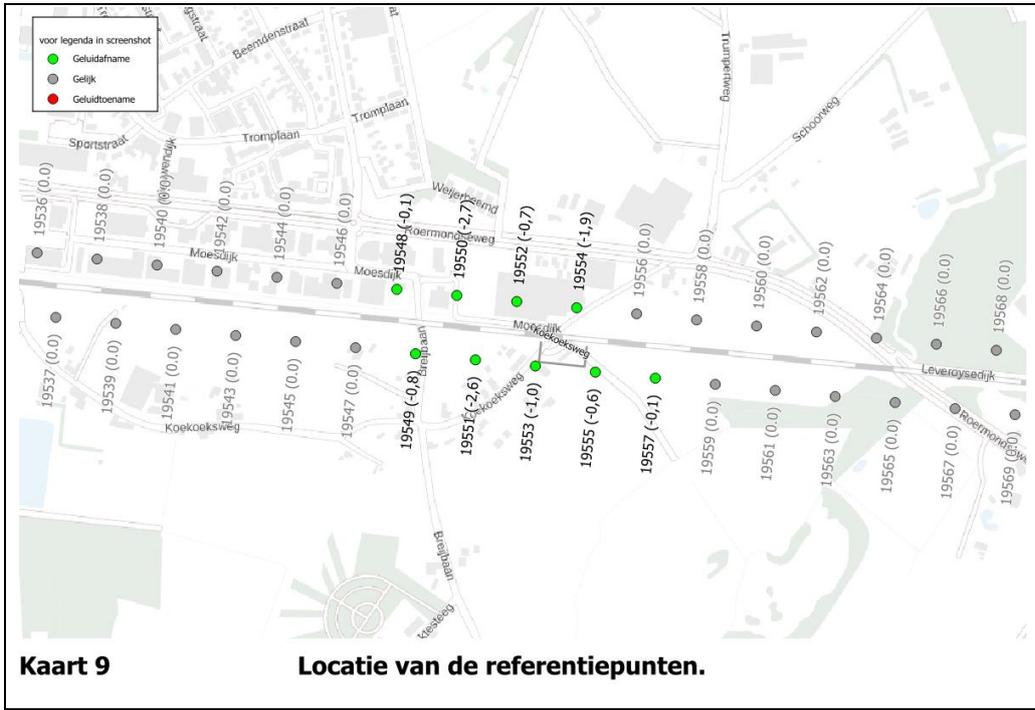 voor legenda in screenshot
Geluidafname
Gelijk
Geluidtoename
Beemdenstraat
Tromplaan
Tromplaan
Sportstraat
Trumpertweg
Schoorweg
Weijerbeemd
Roermondseweg
Moesdijk
Moesdijk
Moesdijk
19536 (0.0)
19538 (0.0)
19540 (0.0)
19542 (0.0)
19544 (0.0)
19546 (0.0)
19548 (-0,1)
19550 (-2,7)
19552 (-0,7)
19554 (-1,9)
19556 (0.0)
19558 (0.0)
19560 (0.0)
19562 (0.0)
19564 (0.0)
19566 (0.0)
19568 (0.0)
Koekoeksweg
Leveroysedijk
Breijbaan
Koekoeksweg
Koekoeksweg
19537 (0.0)
19539 (0.0)
19541 (0.0)
19543 (0.0)
19545 (0.0)
19547 (0.0)
19549 (-0,8)
19551 (-2,6)
19553 (-1,0)
19555 (-0,6)
19557 (-0,1)
19559 (0.0)
19561 (0.0)
19563 (0.0)
19565 (0.0)
19567 (0.0)
19569 (0.0)
Breijbaan
Kaart 9
Locatie van de referentiepunten.